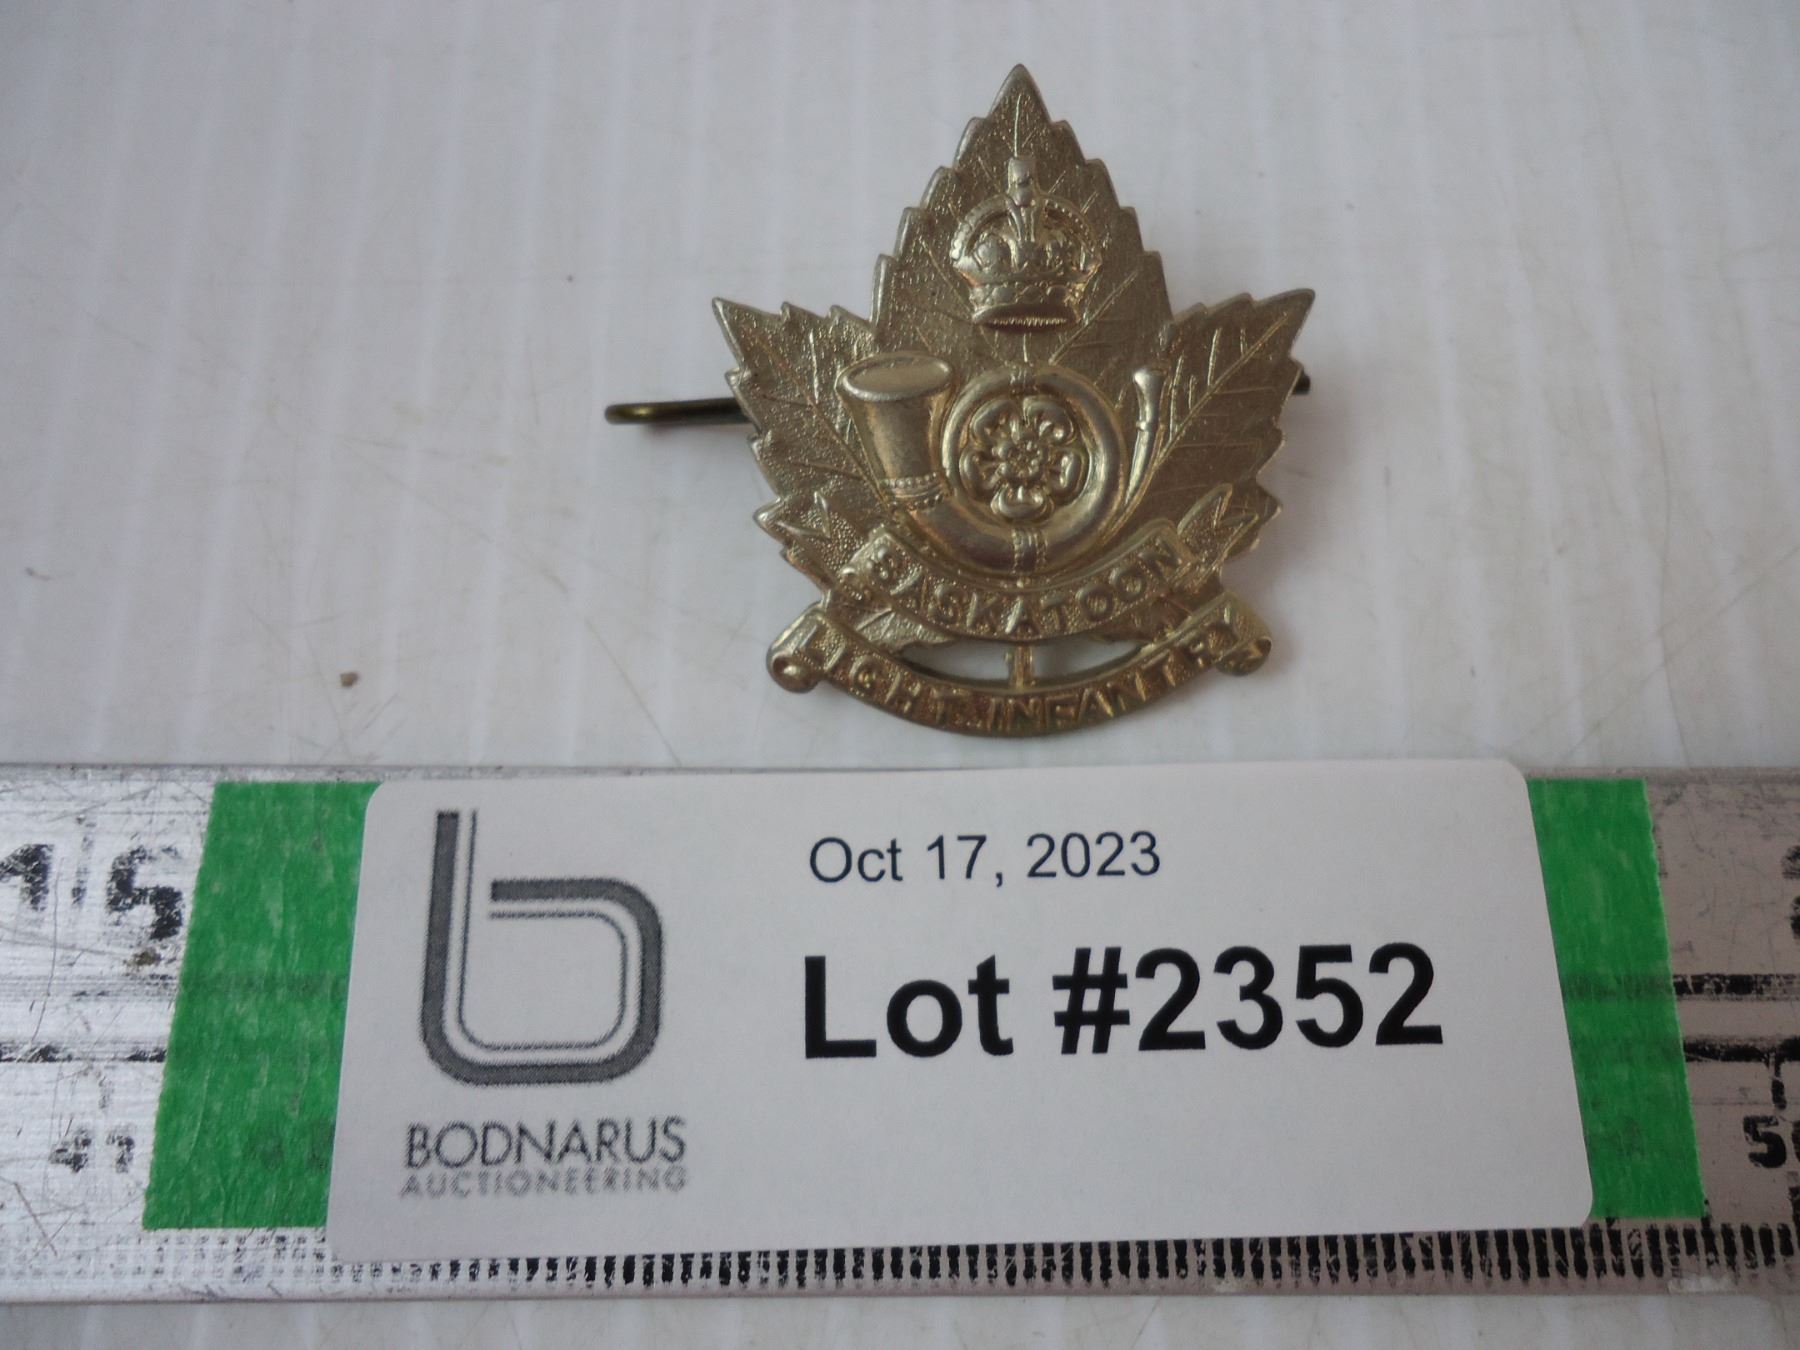 SASKATOON
LIGHT INFANTRY
Oct 17, 2023
Lot #2352
BODNARUS
AUCTIONEERING